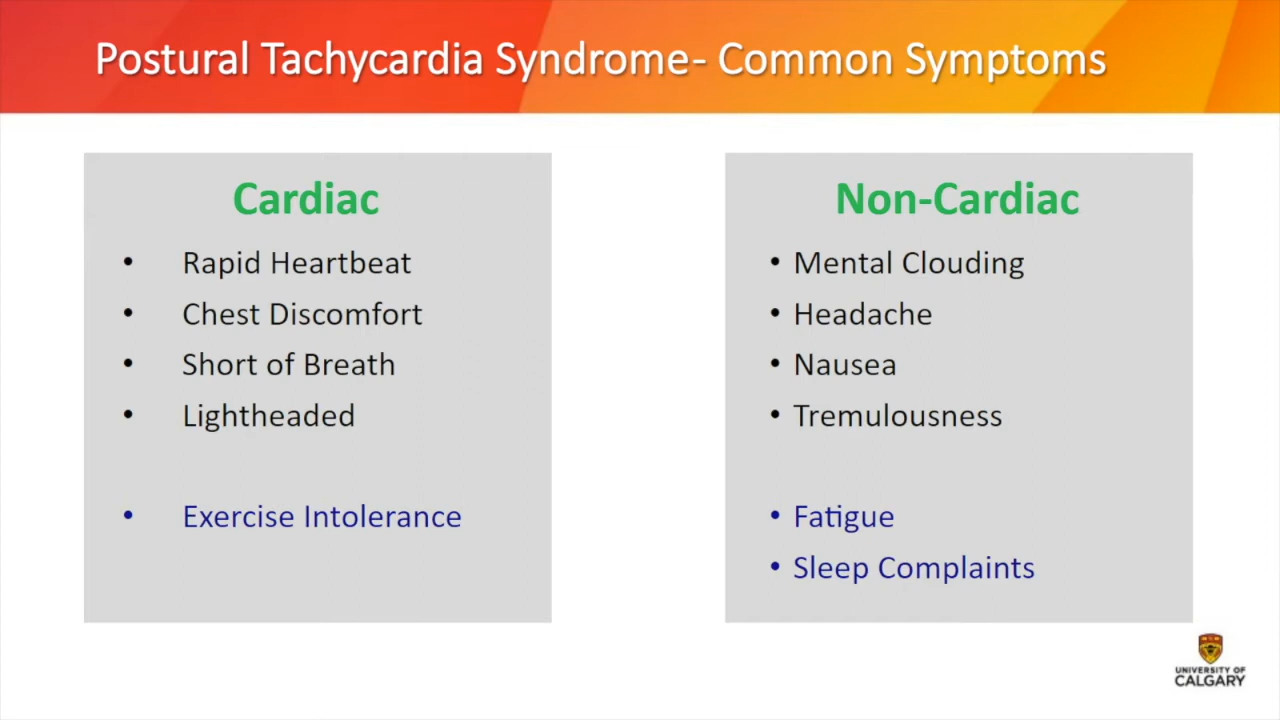 Postural Tachycardia Syndrome- Common Symptoms
Cardiac
• Rapid Heartbeat
• Chest Discomfort
• Short of Breath
• Lightheaded
• Exercise Intolerance
Non-Cardiac
• Mental Clouding
• Headache
• Nausea
• Tremulousness
• Fatigue
• Sleep Complaints
UNIVERSITY OF
CALGARY